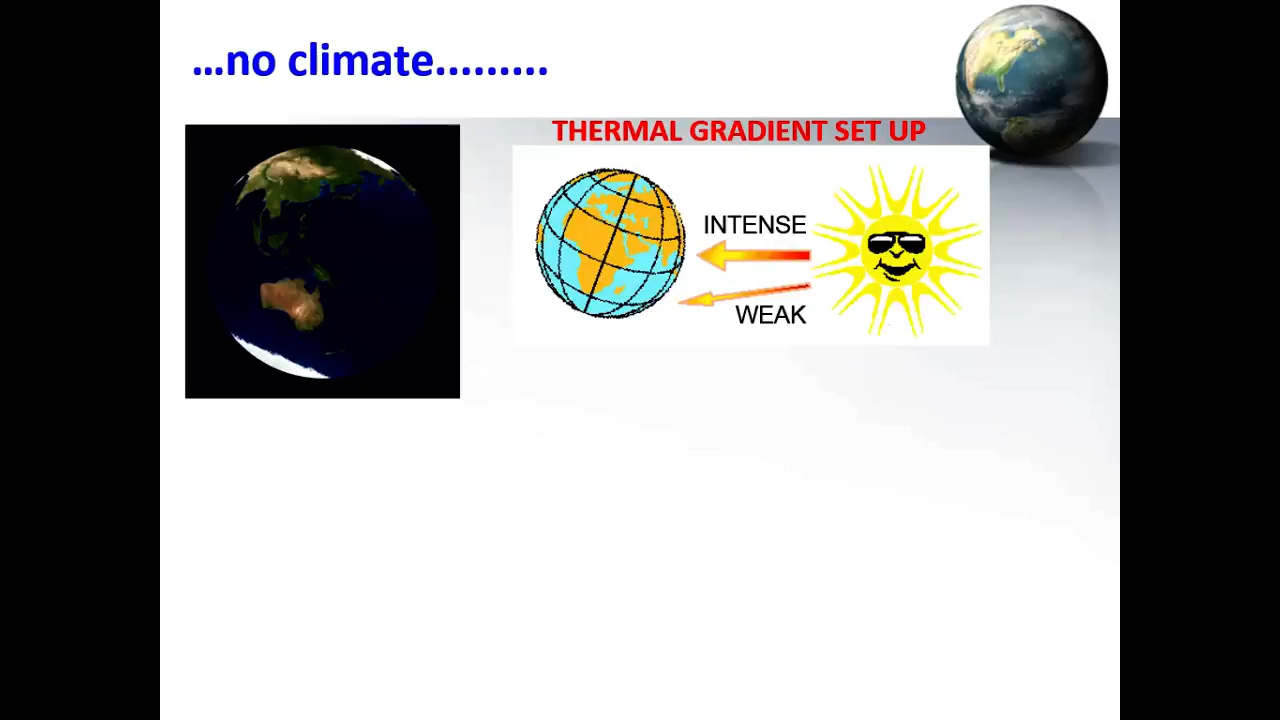 ...no climate.........
THERMAL GRADIENT SET UP
INTENSE
WEAK